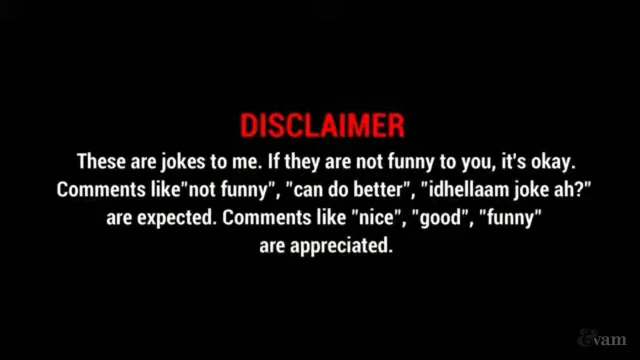 DISCLAIMER
These are jokes to me. If they are not funny to you, it's okay.
Comments like"not funny", "can do better", "idhellaam joke ah?"
are expected. Comments like "nice", "good", "funny"
are appreciated.
&vam